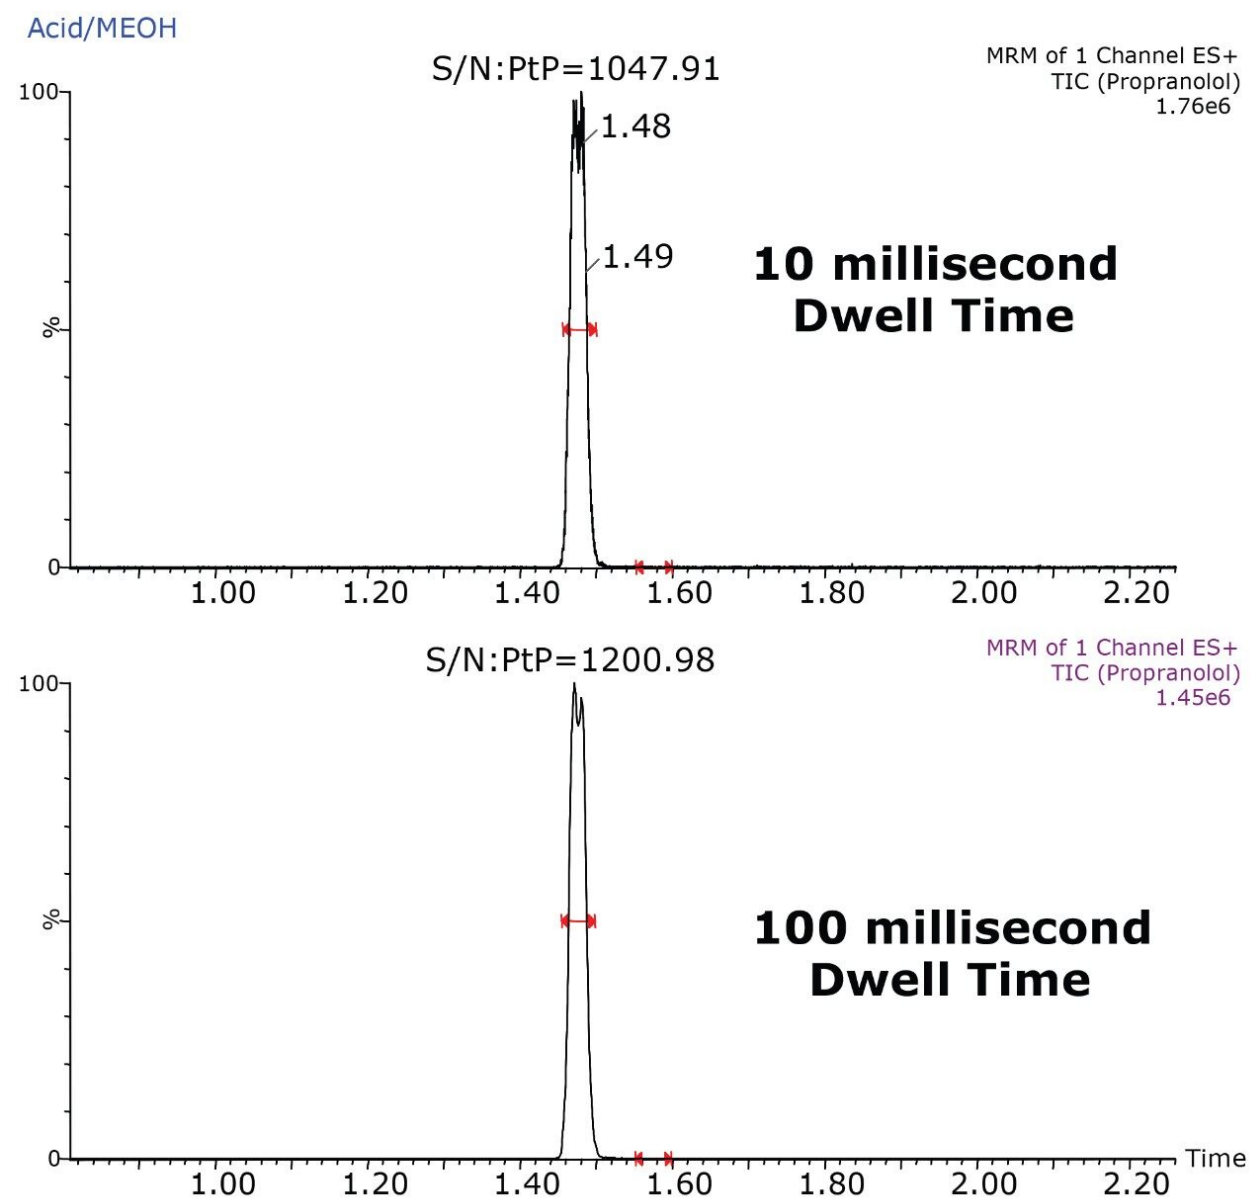 Acid/MEOH
S/N:PtP=1047.91
MRM of 1 Channel ES+
TIC (Propranolol)
1.76e6
100
1.48
1.49
10 millisecond
Dwell Time
%
0
1.00 1.20 1.40 1.60 1.80 2.00 2.20
S/N:PtP=1200.98
MRM of 1 Channel ES+
TIC (Propranolol)
1.45e6
100
%
100 millisecond
Dwell Time
0
Time
1.00 1.20 1.40 1.60 1.80 2.00 2.20